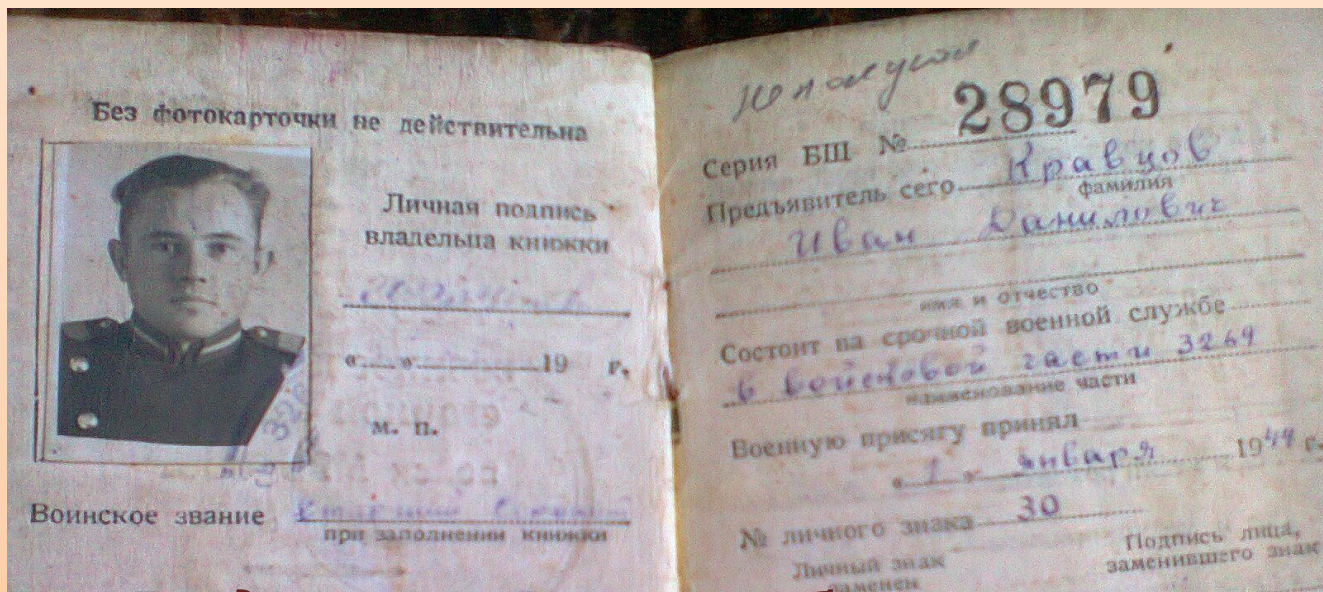 Без фотокарточки не действительна
Личная подпись
владельца книжки
«    »          19    г.
м. п.
Воинское звание Старший
при заполнении книжки
28979
Серия БШ №
Предъявитель сего Кравцов
фамилия
Иван Данилович
имя и отчество
Состоит на срочной военной службе
в войсковой части 3269
наименование части
Военную присягу принял
«1» января 1944 г.
№ личного знака 30
Личный знак
заменен
Подпись лица,
заменившего знак